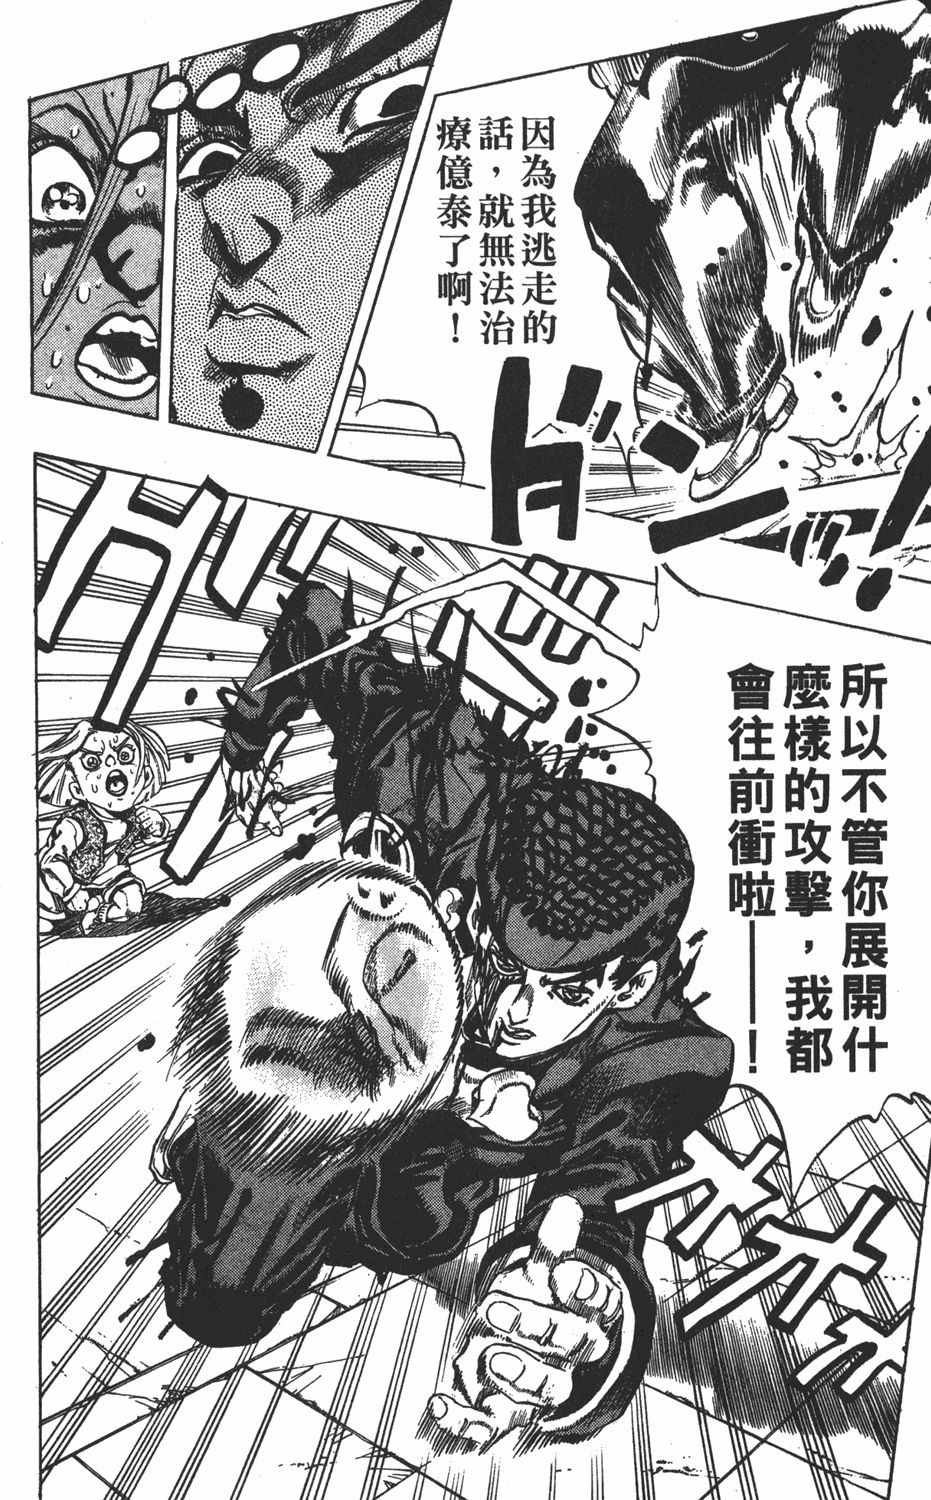 因為我逃走的
話，就無法治
療億泰了啊！
ドドーン！！
所以不管你展開什
麼樣的攻擊，我都
會往前衝啦——！